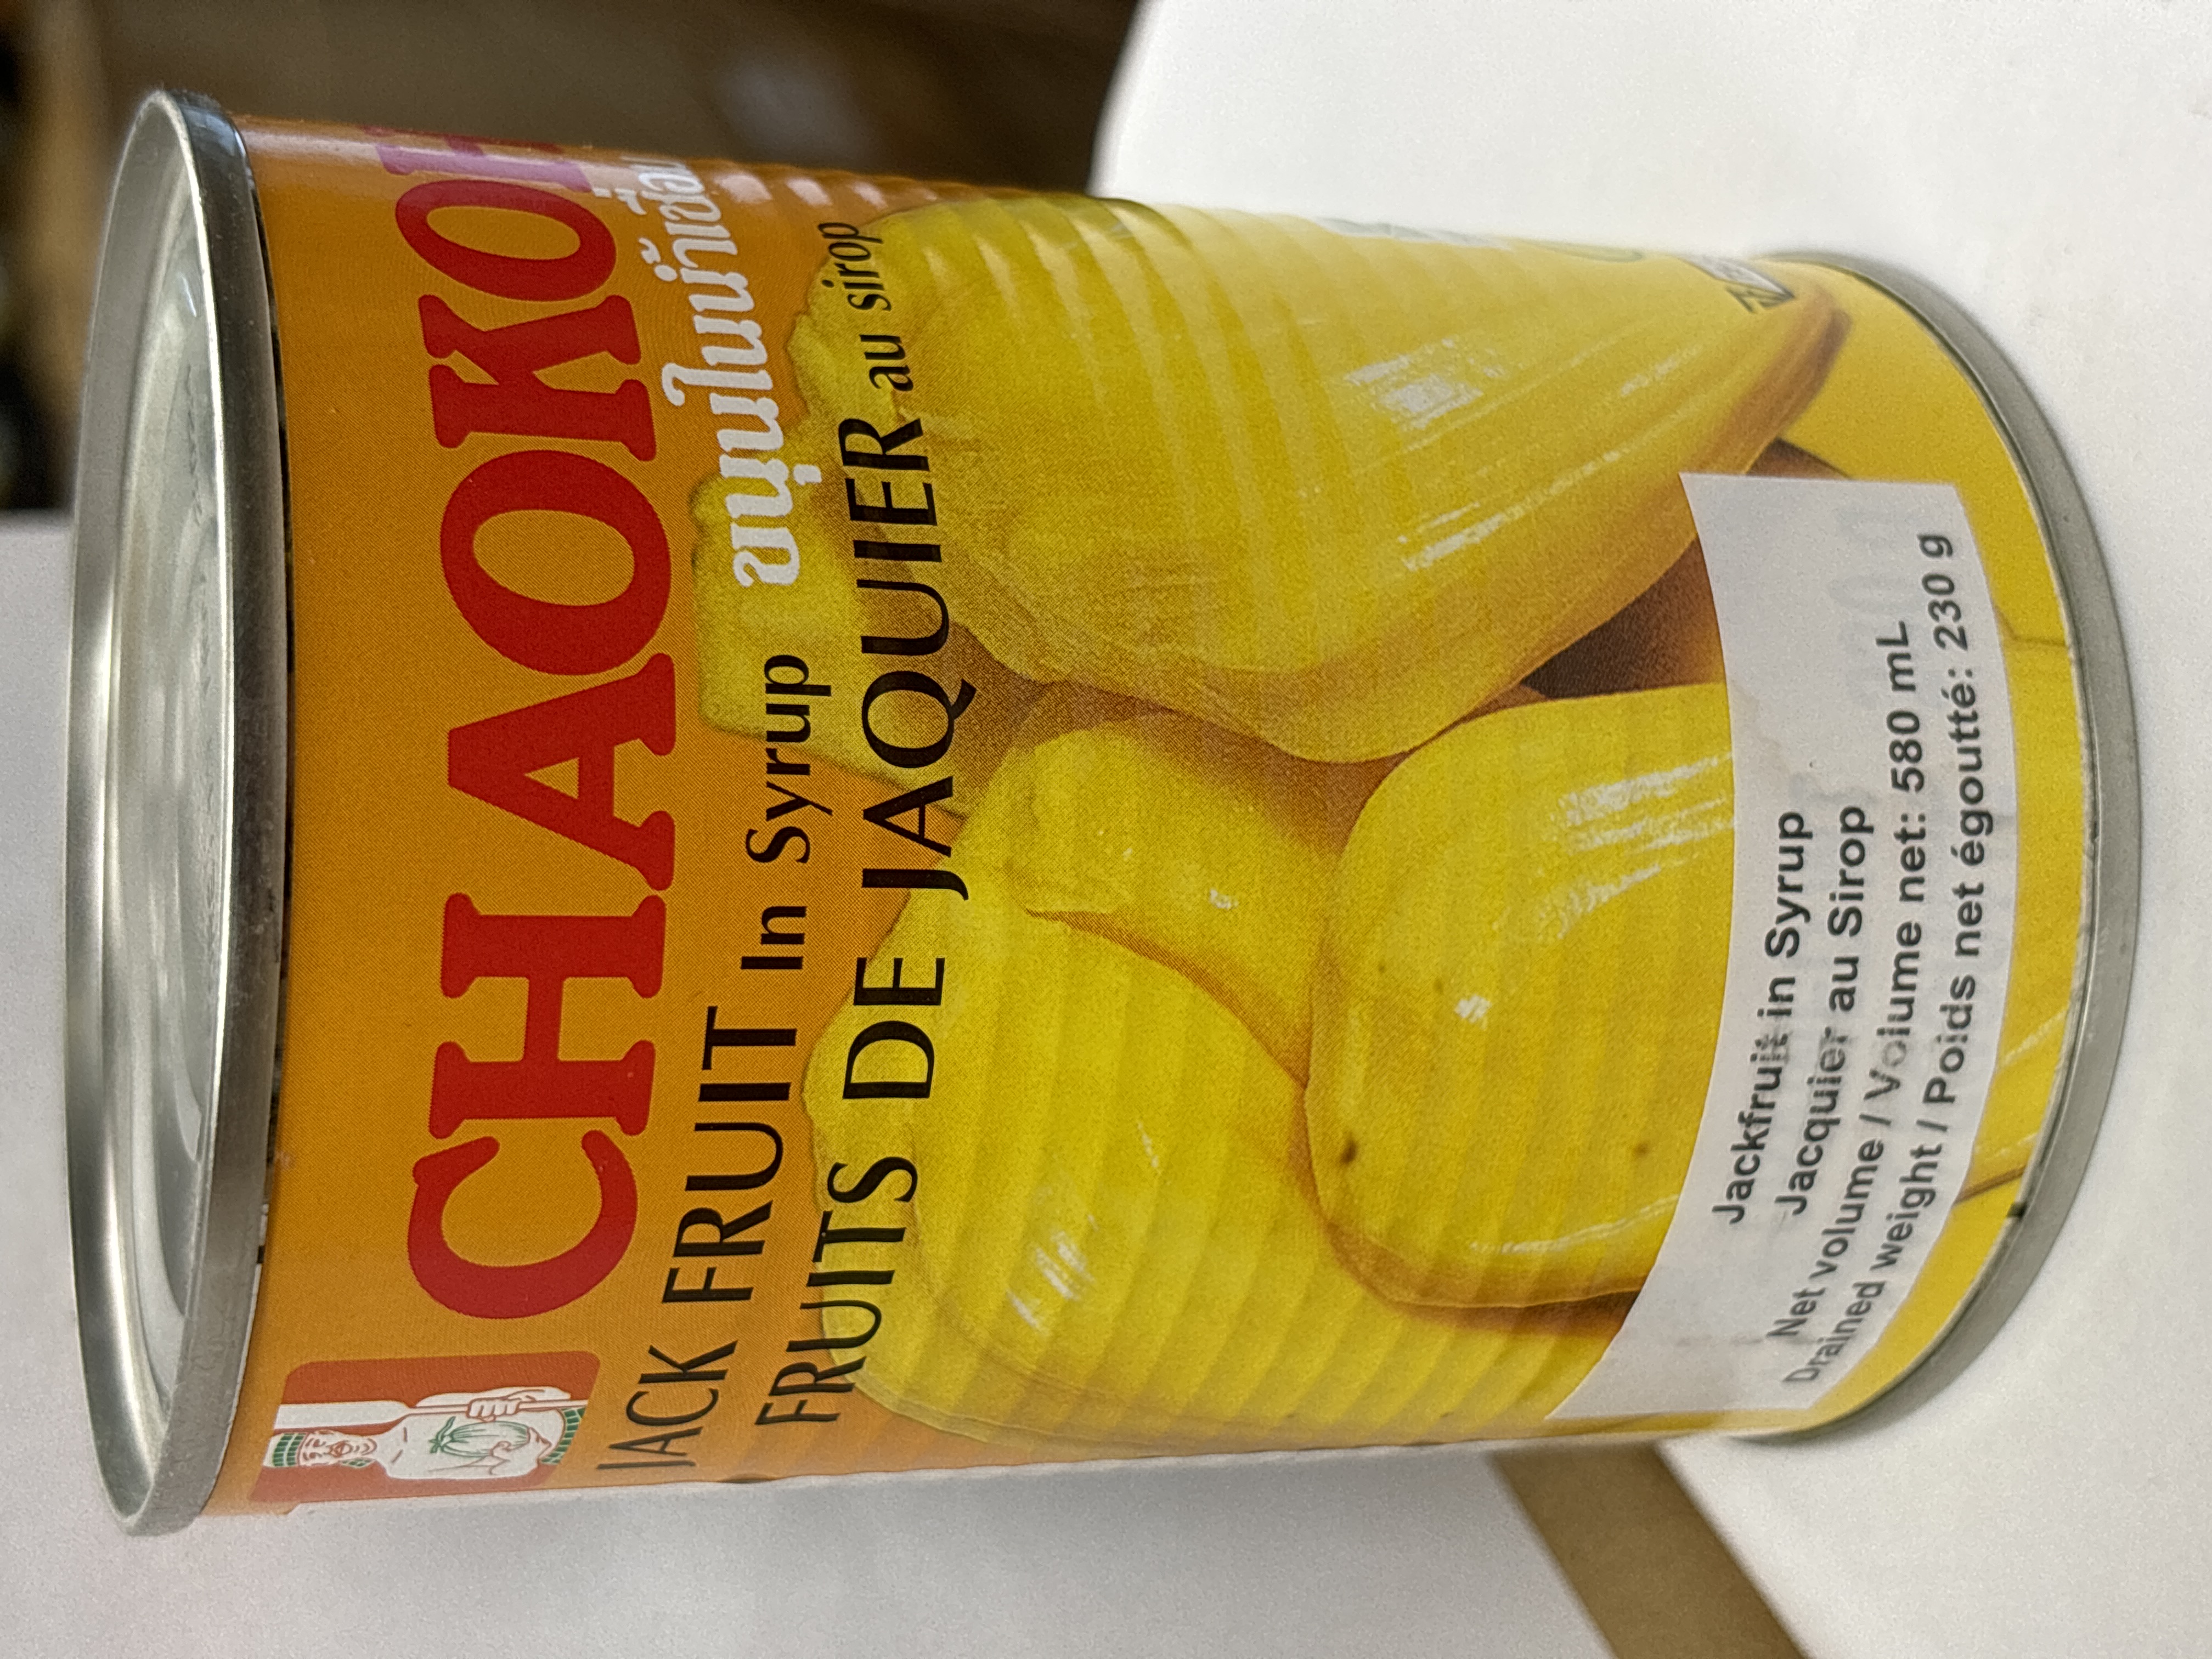 CHAOKO
JACK FRUIT In Syrup ขนุนในน้ำเชื่อม
FRUITS DE JAQUIER au sirop
Jackfruit in Syrup
Jacquier au Sirop
Net volume / Volume net: 580 mL
Drained weight / Poids net égoutté: 230 g